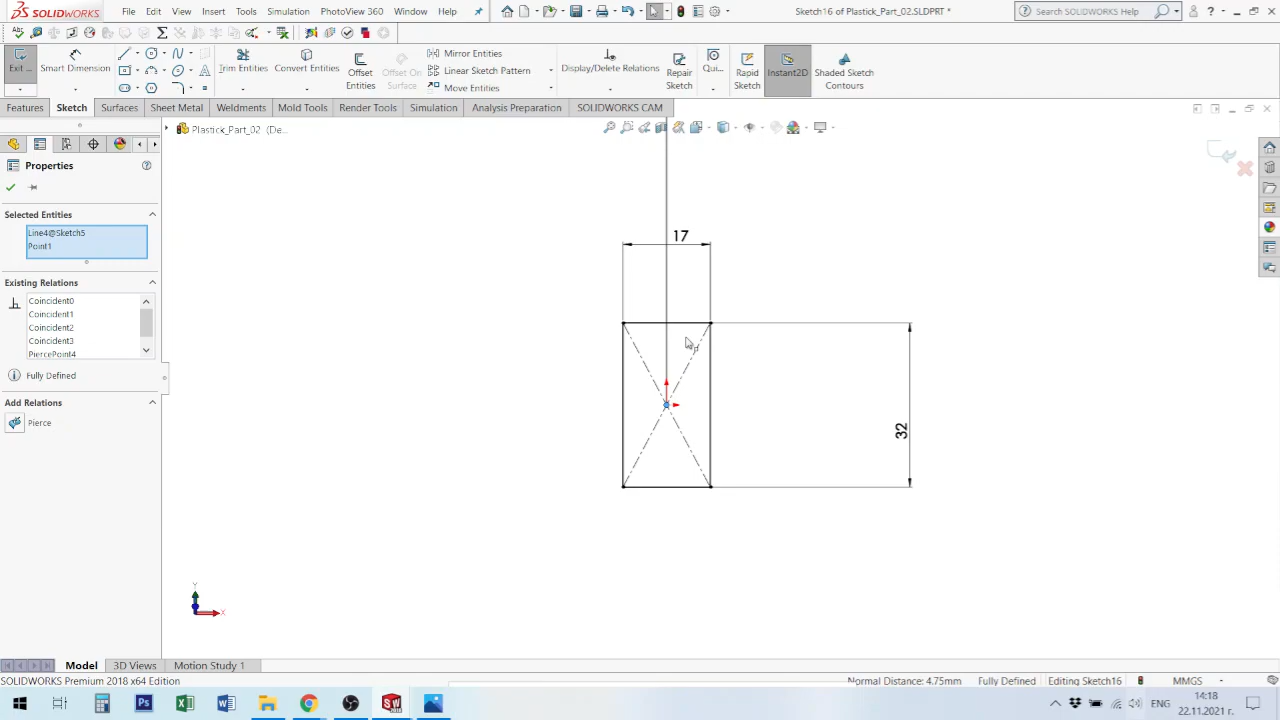 SOLIDWORKS
File Edit View Insert Tools Simulation PhotoView 360 Window Help
Sketch16 of Plastick_Part_02.SLDPRT *
Search SOLIDWORKS Help
Exit ...
Smart Dimension
Trim Entities
Convert Entities
Offset Entities
Offset On Surface
Mirror Entities
Linear Sketch Pattern
Move Entities
Display/Delete Relations
Repair Sketch
Qui...
Rapid Sketch
Instant2D
Shaded Sketch Contours
Features Sketch Surfaces Sheet Metal Weldments Mold Tools Render Tools Simulation Analysis Preparation SOLIDWORKS CAM
Plastick_Part_02 (De...
Properties
Selected Entities
Line4@Sketch5
Point1
Existing Relations
Coincident0
Coincident1
Coincident2
Coincident3
PiercePoint4
Fully Defined
Add Relations
Pierce
17
32
Y
X
Model 3D Views Motion Study 1
SOLIDWORKS Premium 2018 x64 Edition
Normal Distance: 4.75mm Fully Defined Editing Sketch16 MMGS
ENG
14:18
22.11.2021 г.